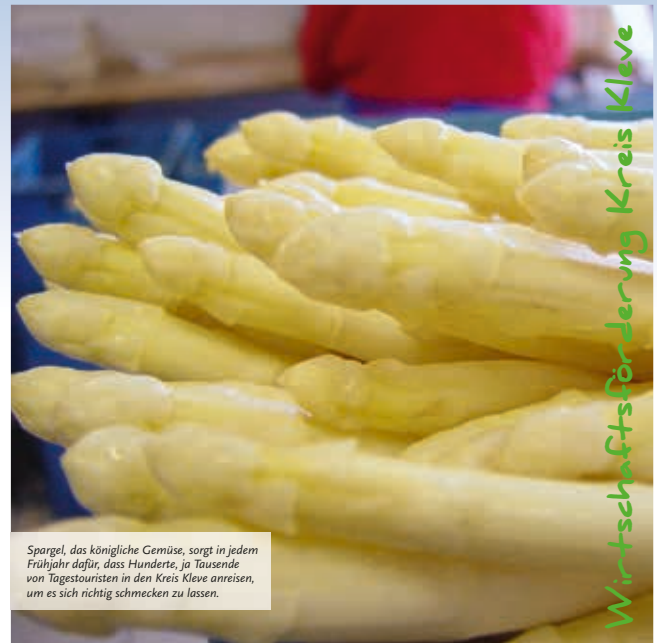 Wirtschaftsförderung Kreis Kleve
Spargel, das königliche Gemüse, sorgt in jedem
Frühjahr dafür, dass Hunderte, ja Tausende
von Tagestouristen in den Kreis Kleve anreisen,
um es sich richtig schmecken zu lassen.